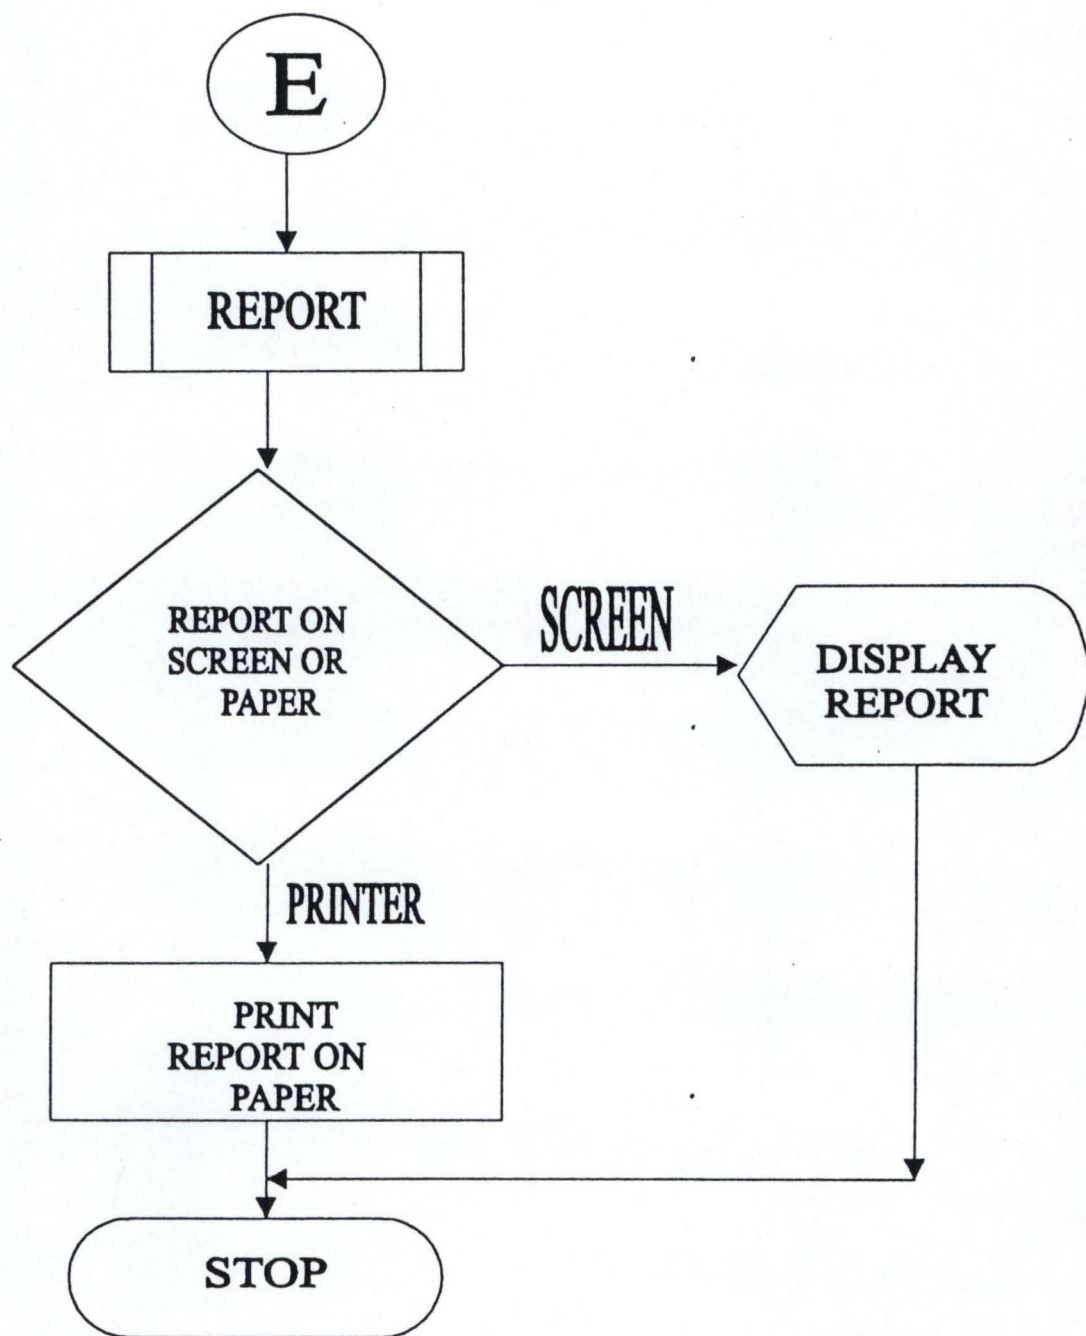 E
REPORT
REPORT ON
SCREEN OR
PAPER
SCREEN
DISPLAY
REPORT
PRINTER
PRINT
REPORT ON
PAPER
STOP